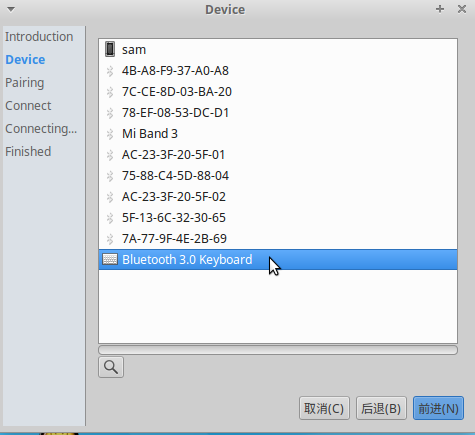 Device
Introduction
Device
Pairing
Connect
Connecting...
Finished
sam
4B-A8-F9-37-A0-A8
7C-CE-8D-03-BA-20
78-EF-08-53-DC-D1
Mi Band 3
AC-23-3F-20-5F-01
75-88-C4-5D-88-04
AC-23-3F-20-5F-02
5F-13-6C-32-30-65
7A-77-9F-4E-2B-69
Bluetooth 3.0 Keyboard
取消(C)
后退(B)
前进(N)